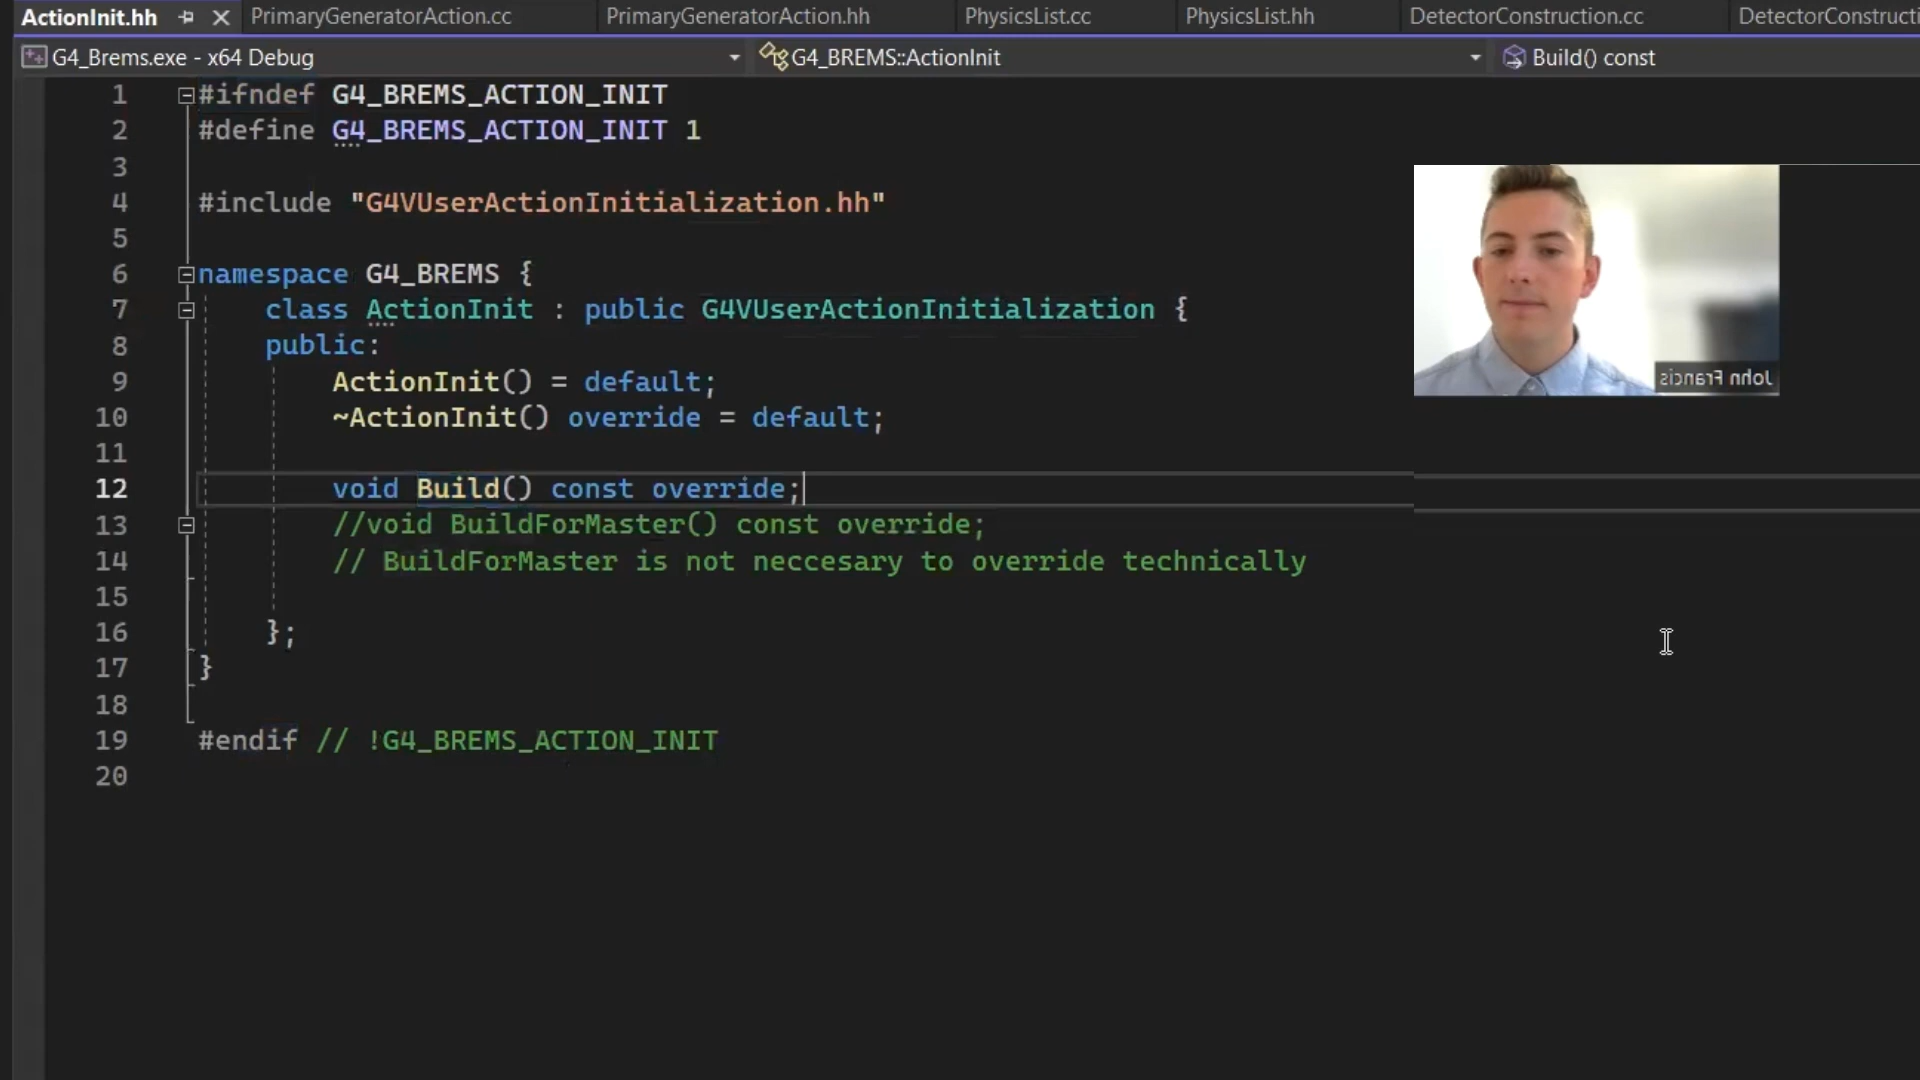 ActionInit.hh PrimaryGeneratorAction.cc PrimaryGeneratorAction.hh PhysicsList.cc PhysicsList.hh DetectorConstruction.cc DetectorConstructi
G4_Brems.exe - x64 Debug G4_BREMS::ActionInit Build() const
1 #ifndef G4_BREMS_ACTION_INIT
2 #define G4_BREMS_ACTION_INIT 1
3
4 #include "G4VUserActionInitialization.hh"
5
6 namespace G4_BREMS {
7 class ActionInit : public G4VUserActionInitialization {
8 public:
9 ActionInit() = default;
10 ~ActionInit() override = default;
11
12 void Build() const override;
13 //void BuildForMaster() const override;
14 // BuildForMaster is not neccesary to override technically
15
16 };
17 }
18
19 #endif // !G4_BREMS_ACTION_INIT
20
John Francis